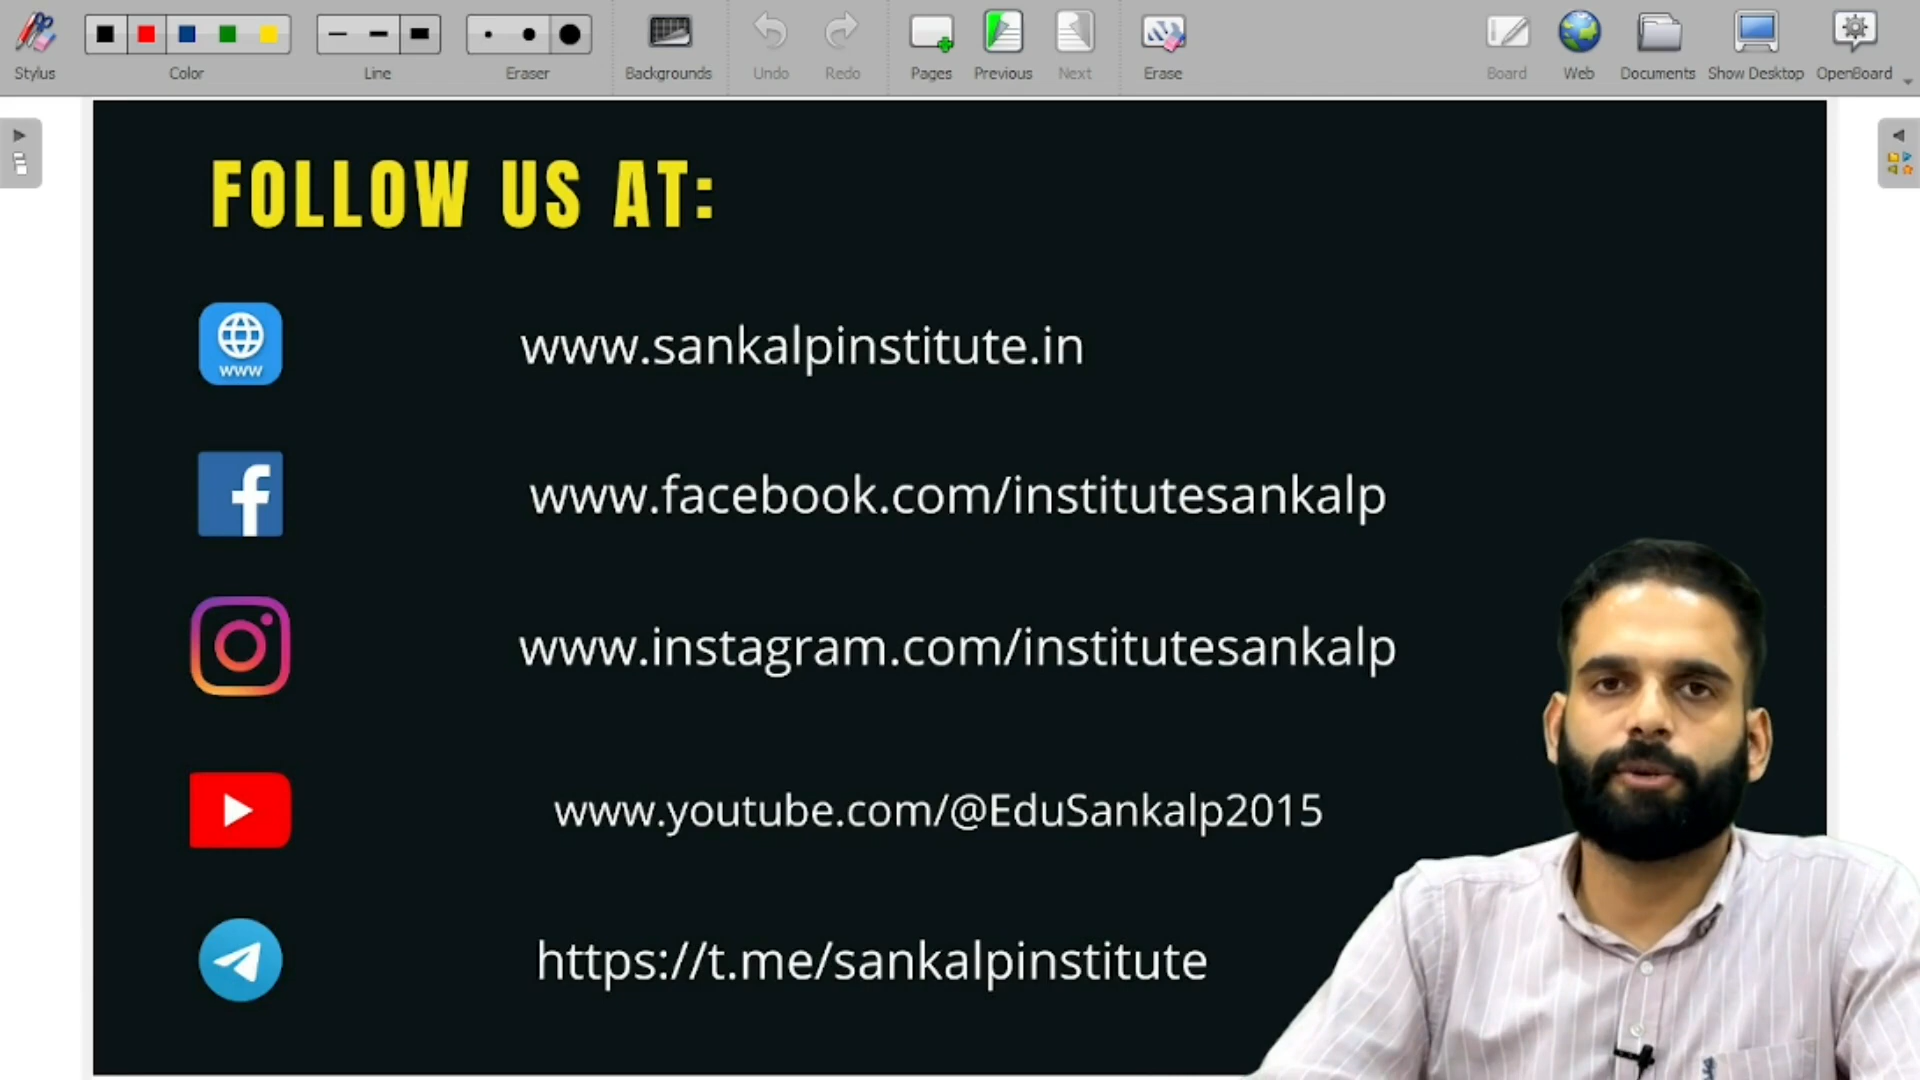 Stylus
Color
Line
Eraser
Backgrounds
Undo
Redo
Pages
Previous
Next
Erase
Board
Web
Documents
Show Desktop
OpenBoard
FOLLOW US AT:
www
www.sankalpinstitute.in
www.facebook.com/institutesankalp
www.instagram.com/institutesankalp
www.youtube.com/@EduSankalp2015
https://t.me/sankalpinstitute